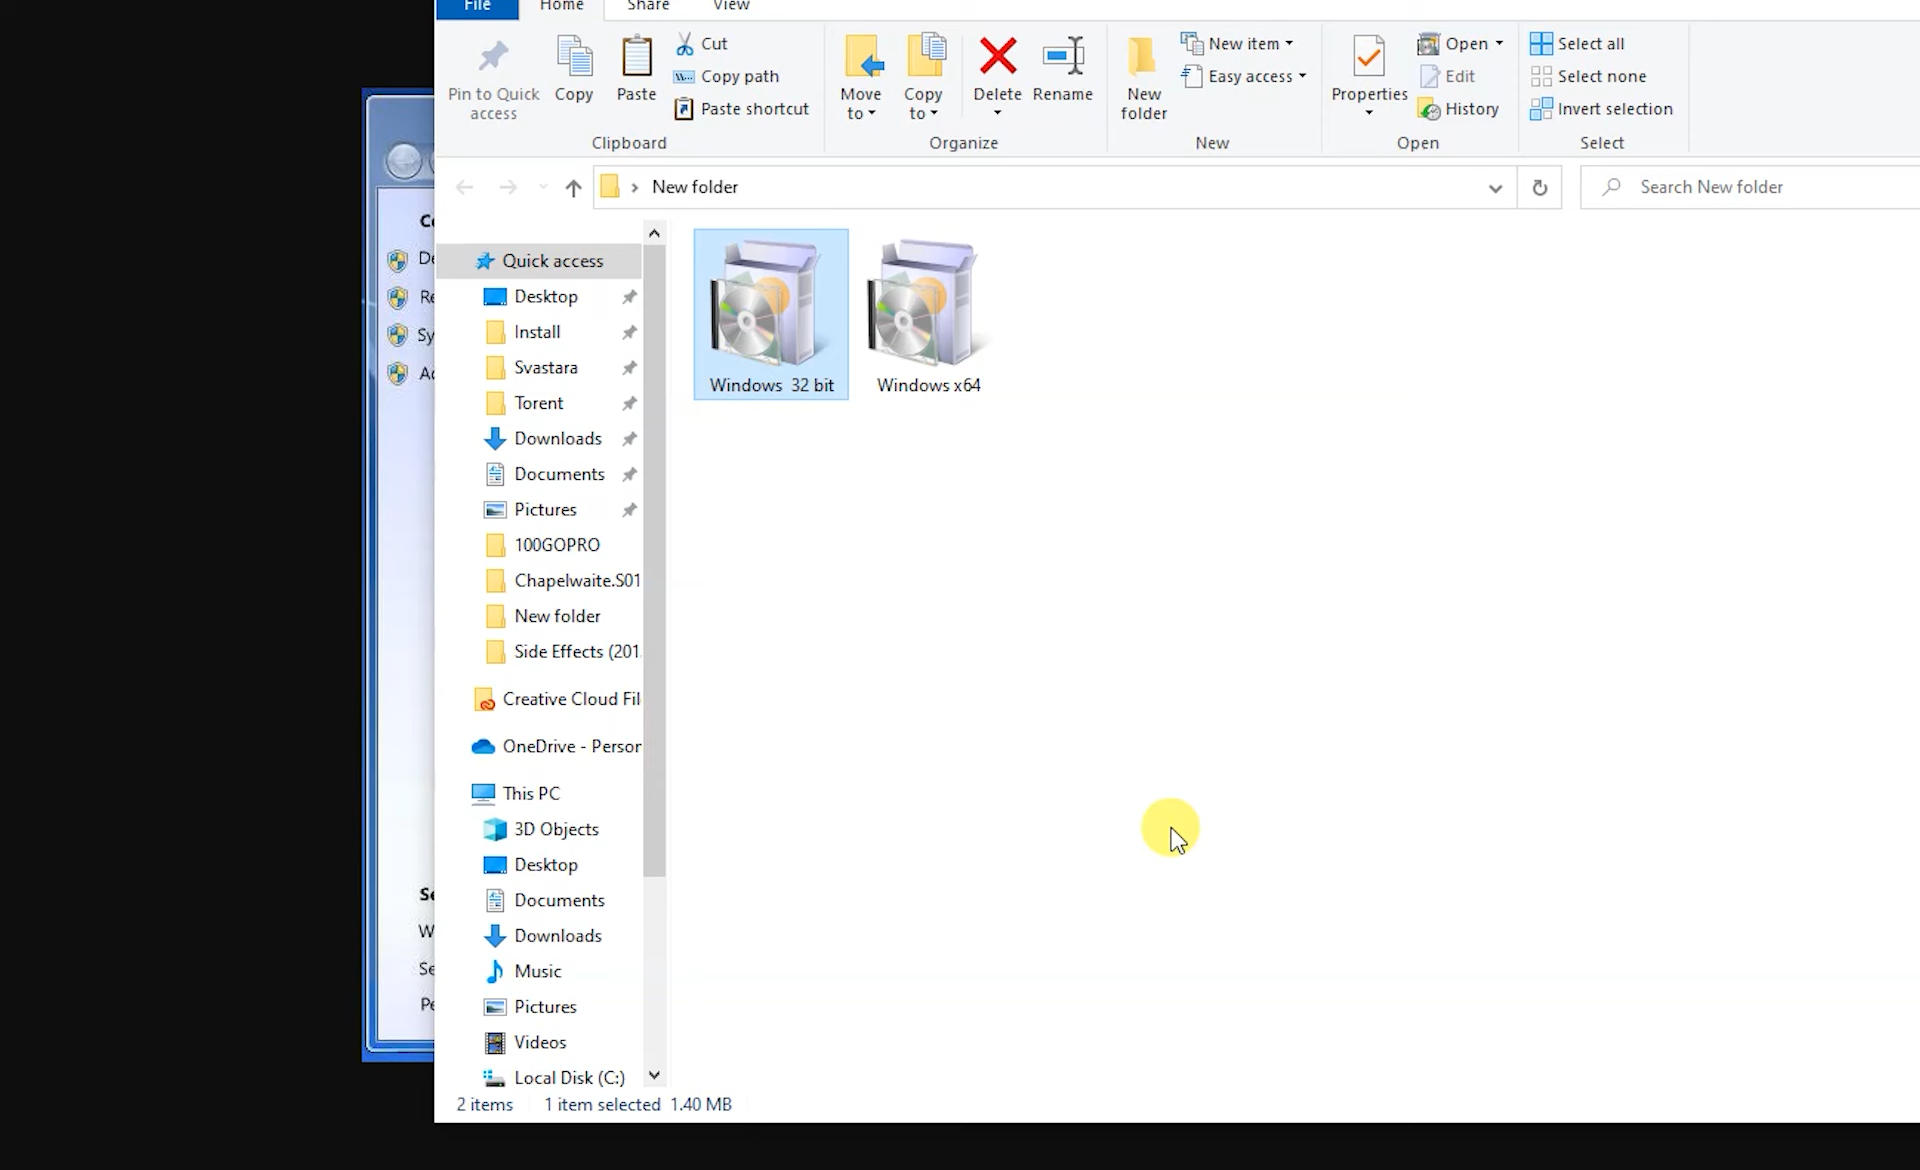 File Home Share View
Pin to Quick access
Copy
Paste
Cut
Copy path
Paste shortcut
Clipboard
Move to
Copy to
Delete
Rename
Organize
New folder
New item
Easy access
New
Properties
Open
Edit
History
Open
Select all
Select none
Invert selection
Select
New folder
Search New folder
Quick access
Desktop
Install
Svastara
Torent
Downloads
Documents
Pictures
100GOPRO
Chapelwaite.S01
New folder
Side Effects (201
Creative Cloud Fil
OneDrive - Person
This PC
3D Objects
Desktop
Documents
Downloads
Music
Pictures
Videos
Local Disk (C:)
Windows 32 bit
Windows x64
2 items 1 item selected 1.40 MB